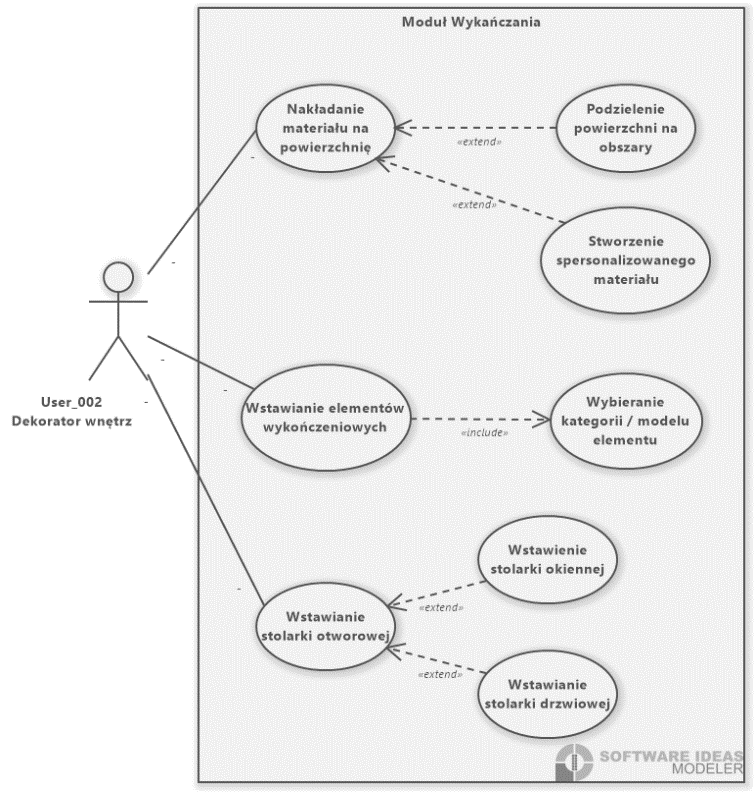 Moduł Wykańczania
Nakładanie
materiału na
powierzchnię
Podzielenie
powierzchni na
obszary
«extend»
«extend»
Stworzenie
spersonalizowanego
materiału
-
-
User_002
Dekorator wnętrz
-
-
-
Wstawianie elementów
wykończeniowych
«include»
Wybieranie
kategorii / modelu
elementu
Wstawienie
stolarki okiennej
-
«extend»
Wstawianie
stolarki otworowej
«extend»
Wstawianie
stolarki drzwiowej
SOFTWARE IDEAS
MODELER